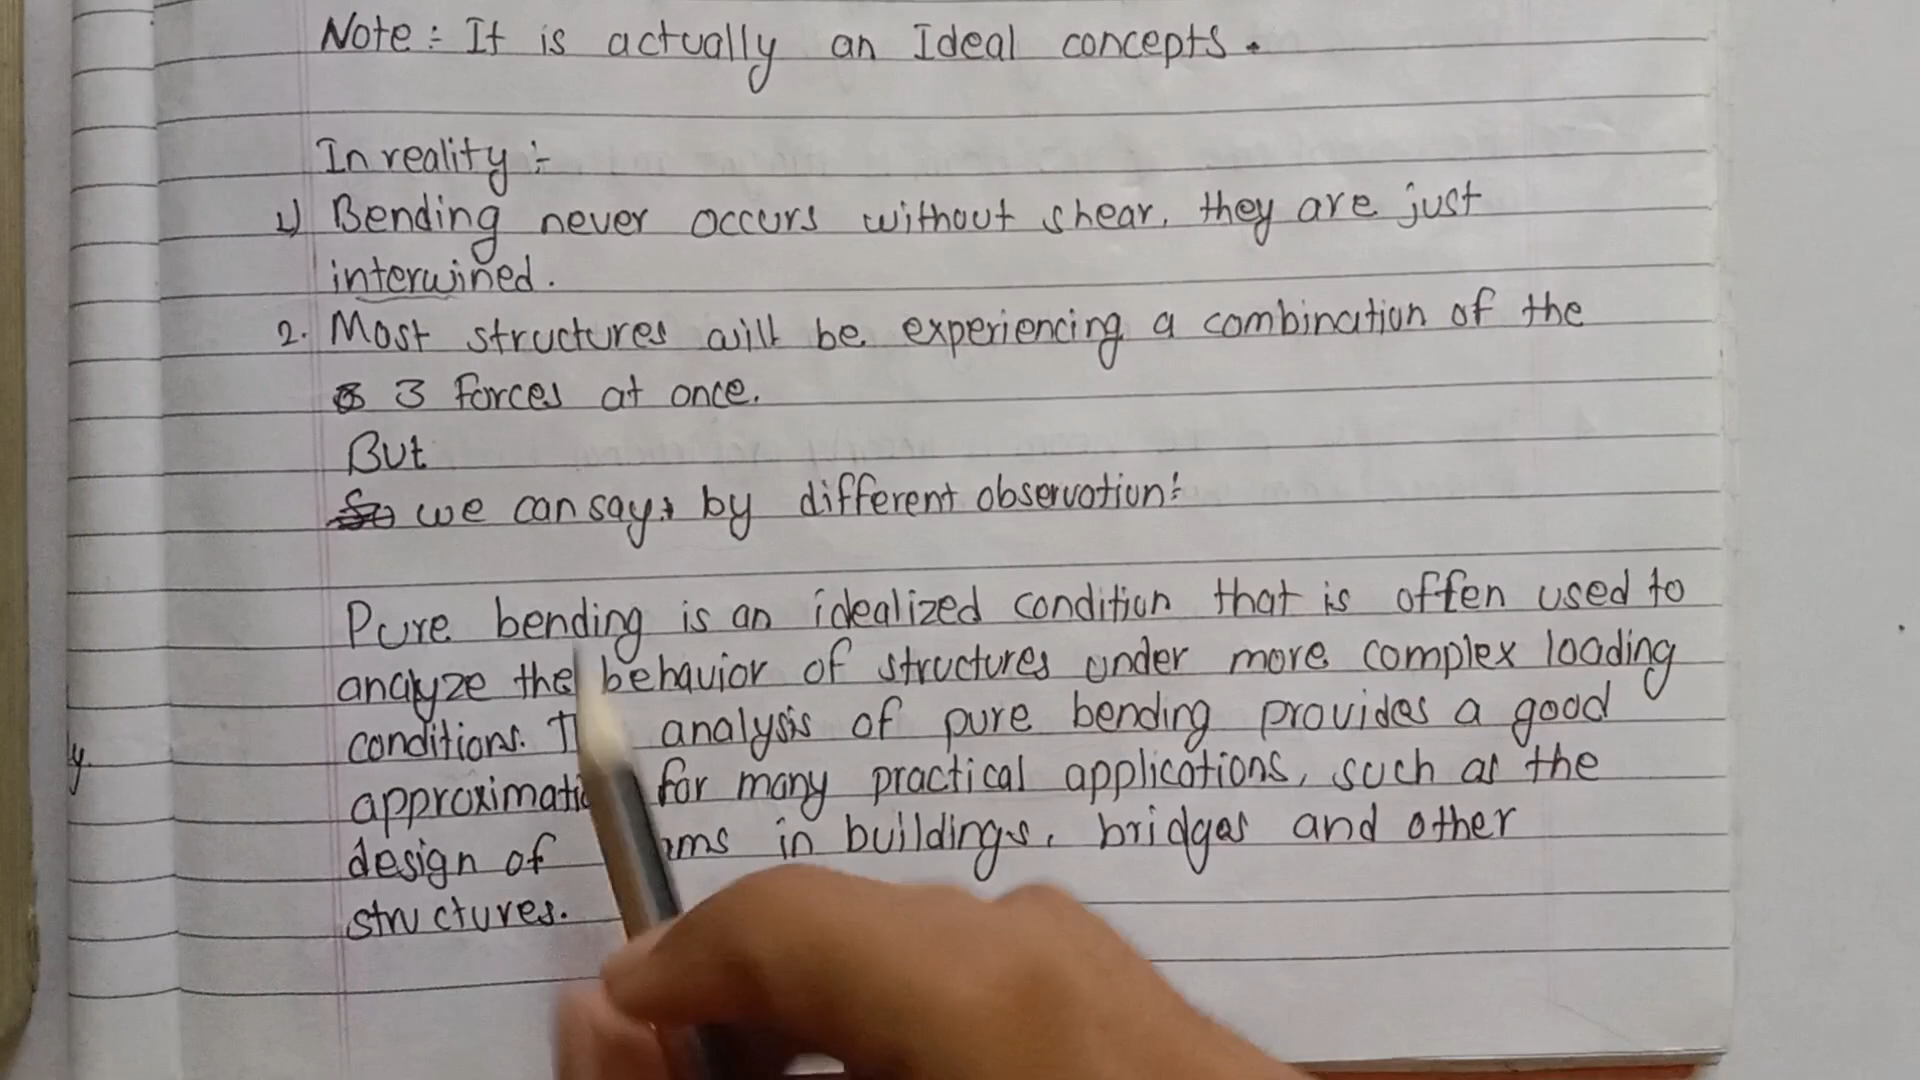 Note : It is actually an Ideal concepts.
In reality :-
1) Bending never occurs without shear, they are just
interwined.
2. Most structures will be experiencing a combination of the
3 forces at once.
But
we can say, by different observation:
Pure bending is an idealized condition that is offen used to
analyze the behavior of structures under more complex loading
conditions. analysis of pure bending provides a good
for many practical applications, such as the
design of in buildings, bridges and other
structures.
y.